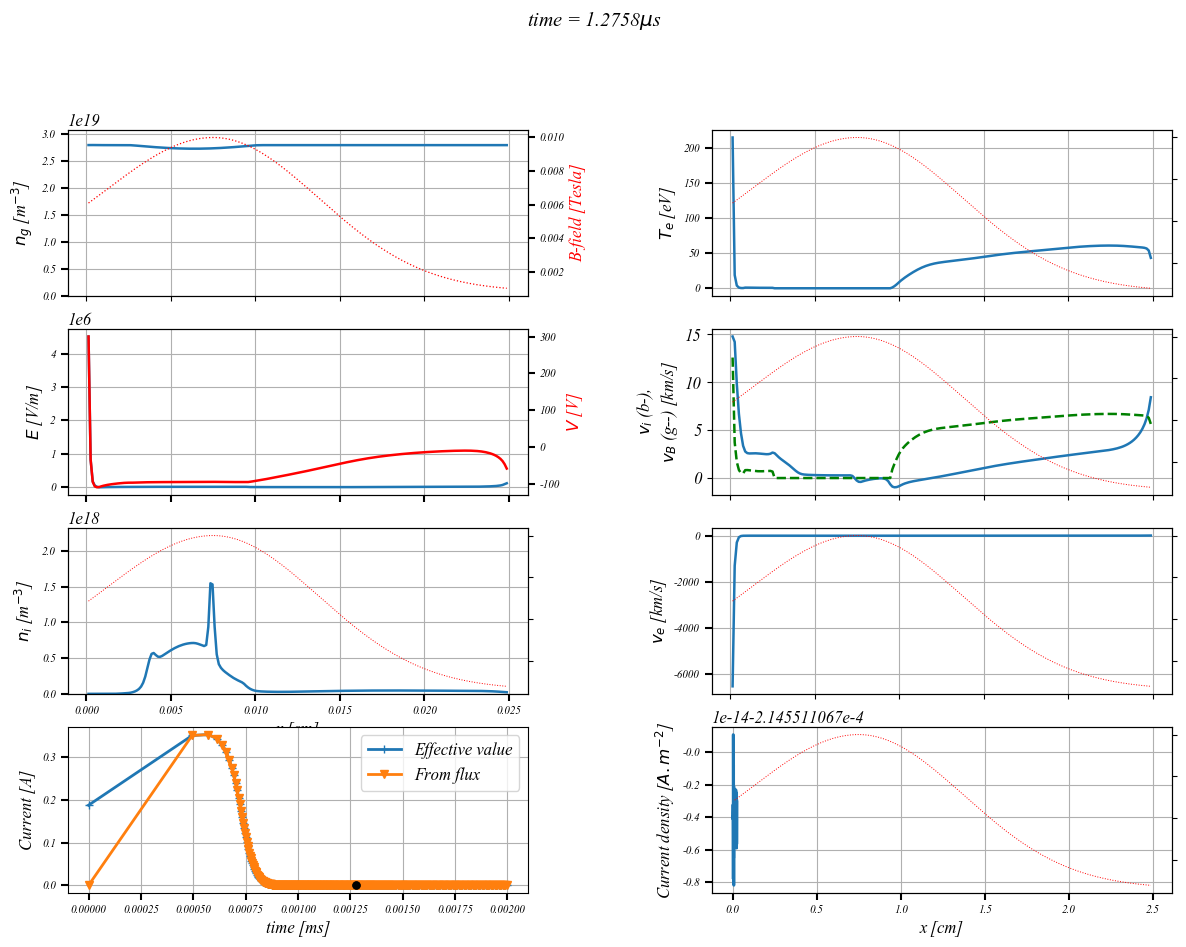 time = 1.2758μs
1e19
n_g [m⁻³]
3.0
2.5
2.0
1.5
1.0
0.5
0.0
0.010
0.008
0.006
0.004
0.002
B-field [Tesla]
T_e [eV]
200
150
100
50
0
1e6
E [V/m]
4
3
2
1
0
300
200
100
0
-100
V [V]
v_i (b-),
v_B (g--) [km/s]
15
10
5
0
1e18
n_i [m⁻³]
2.0
1.5
1.0
0.5
0.0
0.000 0.005 0.010 0.015 0.020 0.025
v_e [km/s]
0
-2000
-4000
-6000
Current [A]
0.3
0.2
0.1
0.0
Effective value
From flux
0.00000 0.00025 0.00050 0.00075 0.00100 0.00125 0.00150 0.00175 0.00200
time [ms]
1e-14-2.145511067e-4
Current density [A.m⁻²]
-0.0
-0.2
-0.4
-0.6
-0.8
0.0 0.5 1.0 1.5 2.0 2.5
x [cm]